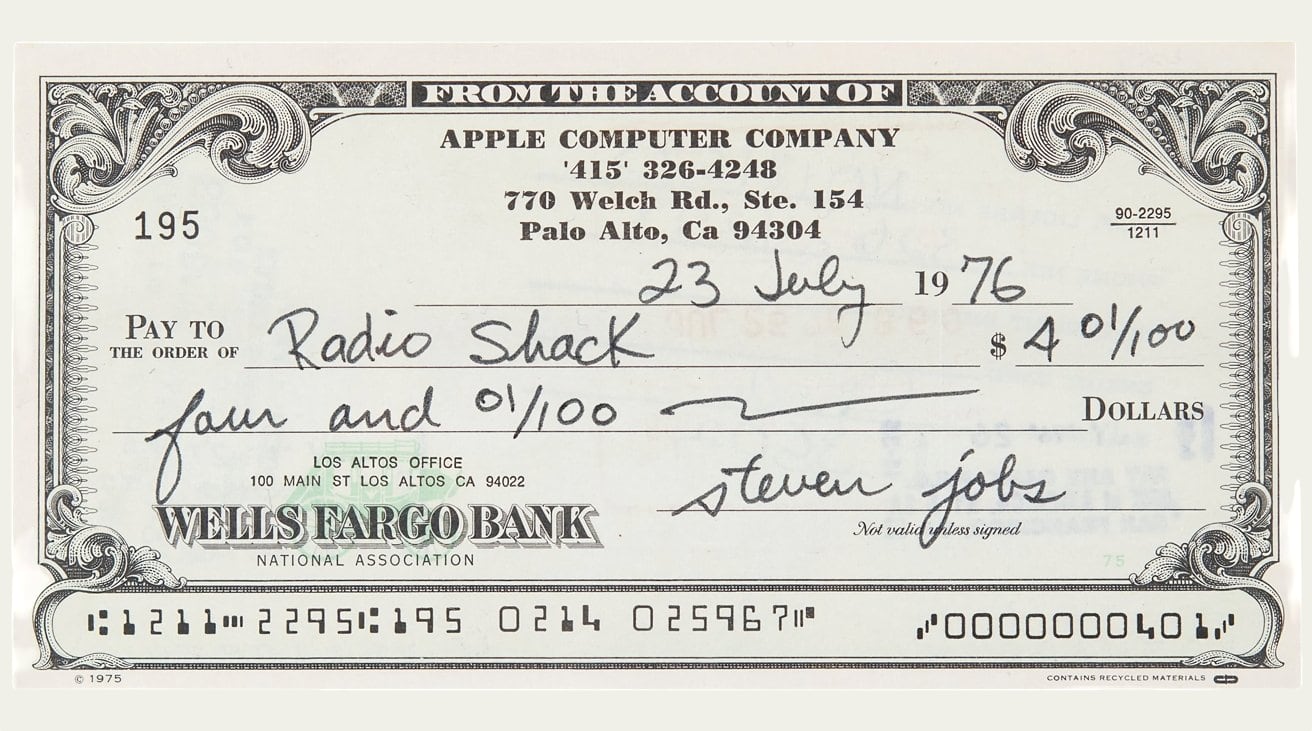 FROM THE ACCOUNT OF
APPLE COMPUTER COMPANY
'415' 326-4248
770 Welch Rd., Ste. 154
Palo Alto, Ca 94304
195
90-2295
1211
23 July 1976
PAY TO
THE ORDER OF Radio Shack $ 4 01/100
four and 01/100 DOLLARS
LOS ALTOS OFFICE
100 MAIN ST LOS ALTOS CA 94022
WELLS FARGO BANK
NATIONAL ASSOCIATION
steven jobs
Not valid unless signed
75
⑆1211⑉2295⑆195 0214 025967⑈ ⑇0000000401⑇
© 1975
CONTAINS RECYCLED MATERIALS